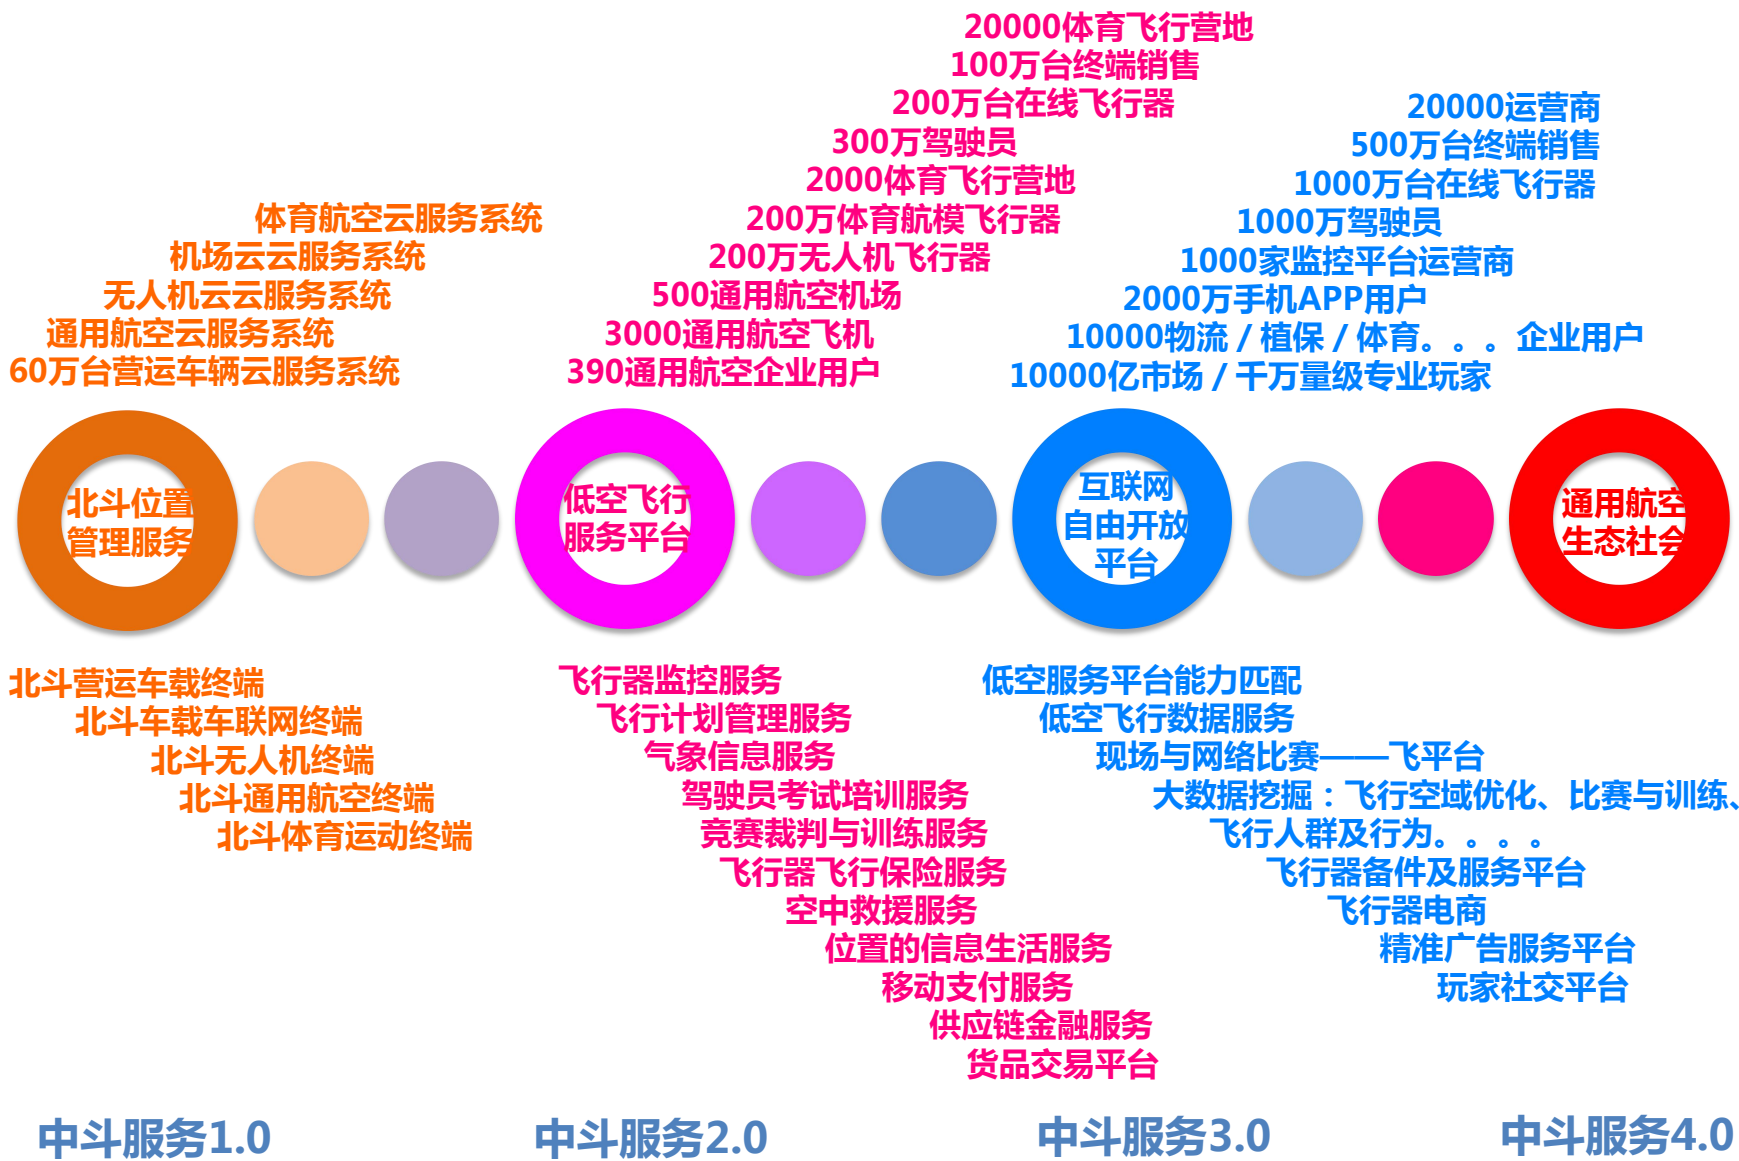 体育航空云服务系统
机场云云服务系统
无人机云云服务系统
通用航空云服务系统
60万台营运车辆云服务系统
北斗位置
管理服务
北斗营运车载终端
北斗车载车联网终端
北斗无人机终端
北斗通用航空终端
北斗体育运动终端
中斗服务1.0
20000体育飞行营地
100万台终端销售
200万台在线飞行器
300万驾驶员
2000体育飞行营地
200万体育航模飞行器
200万无人机飞行器
500通用航空机场
3000通用航空飞机
390通用航空企业用户
低空飞行
服务平台
飞行器监控服务
飞行计划管理服务
气象信息服务
驾驶员考试培训服务
竞赛裁判与训练服务
飞行器飞行保险服务
空中救援服务
位置的信息生活服务
移动支付服务
供应链金融服务
货品交易平台
中斗服务2.0
20000运营商
500万台终端销售
1000万台在线飞行器
1000万驾驶员
1000家监控平台运营商
2000万手机APP用户
10000物流 / 植保 / 体育。。。企业用户
10000亿市场 / 千万量级专业玩家
互联网
自由开放
平台
低空服务平台能力匹配
低空飞行数据服务
现场与网络比赛——飞平台
大数据挖掘：飞行空域优化、比赛与训练、
飞行人群及行为。。。。
飞行器备件及服务平台
飞行器电商
精准广告服务平台
玩家社交平台
中斗服务3.0
通用航空
生态社会
中斗服务4.0